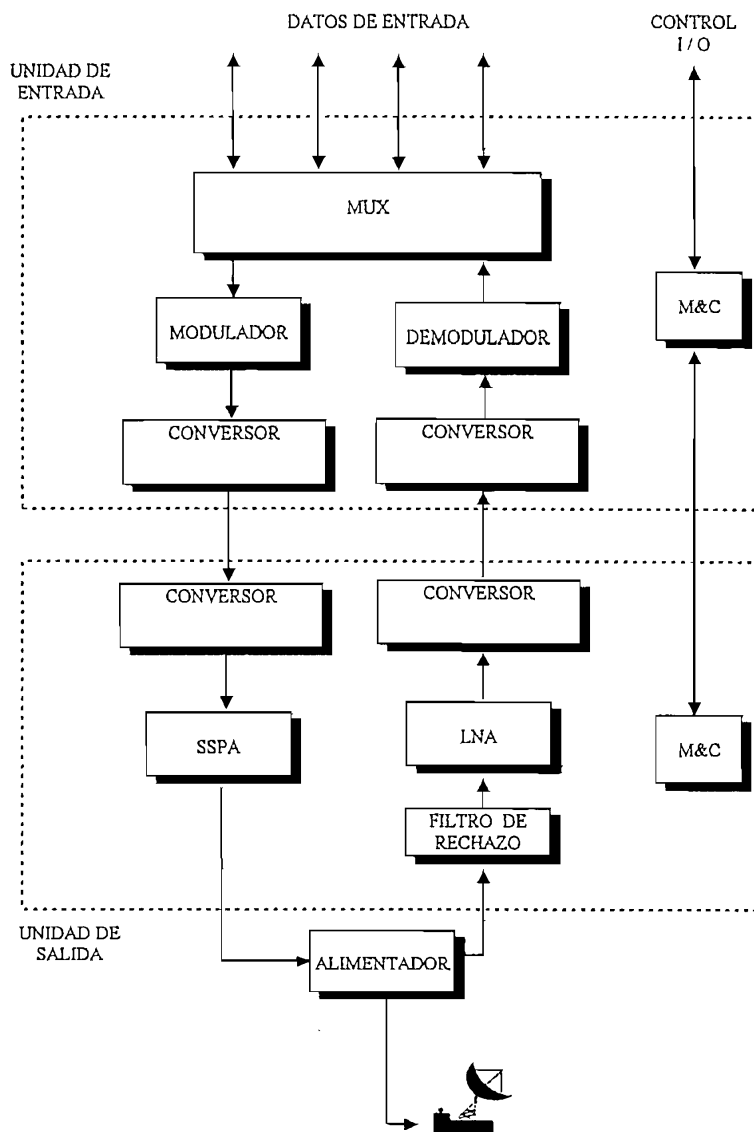 DATOS DE ENTRADA
CONTROL
I / O
UNIDAD DE
ENTRADA
MUX
MODULADOR
DEMODULADOR
M&C
CONVERSOR
CONVERSOR
CONVERSOR
CONVERSOR
SSPA
LNA
M&C
FILTRO DE
RECHAZO
UNIDAD DE
SALIDA
ALIMENTADOR